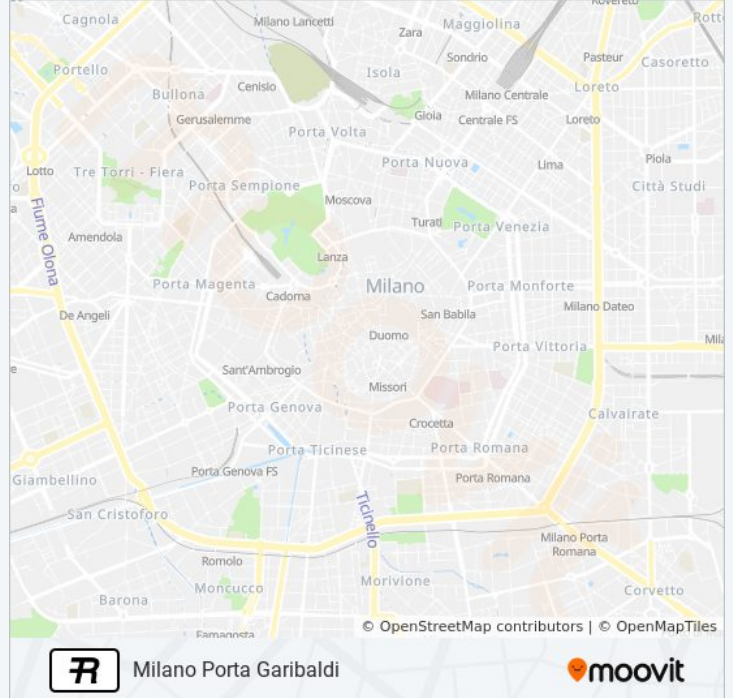 Rovereto
Cagnola
Milano Lancetti
Maggiolina
Rott
Zara
Sondrio
Pasteur
Casoretto
Portello
Isola
Cenisio
Loreto
Bullona
Milano Centrale
Gerusalemme
Gioia
Centrale FS
Loreto
Porta Volta
Piola
Lotto
Tre Torri - Fiera
Porta Nuova
Lima
o
Porta Sempione
Città Studi
Moscova
a
Fiume Olona
Turati
Porta Venezia
Amendola
Lanza
Porta Magenta
Milano
Porta Monforte
Cadorna
Milano Dateo
De Angeli
San Babila
Duomo
Mila
Porta Vittoria
e
Sant'Ambrogio
Missori
Porta Genova
Calvairate
Crocetta
Porta Ticinese
Porta Romana
Porta Genova FS
Porta Romana
Giambellino
Ticinello
San Cristoforo
Milano Porta
Romana
Romolo
Morivione
Moncucco
Corvetto
Barona
Famagosta
© OpenStreetMap contributors | © OpenMapTiles
R
Milano Porta Garibaldi
moovit